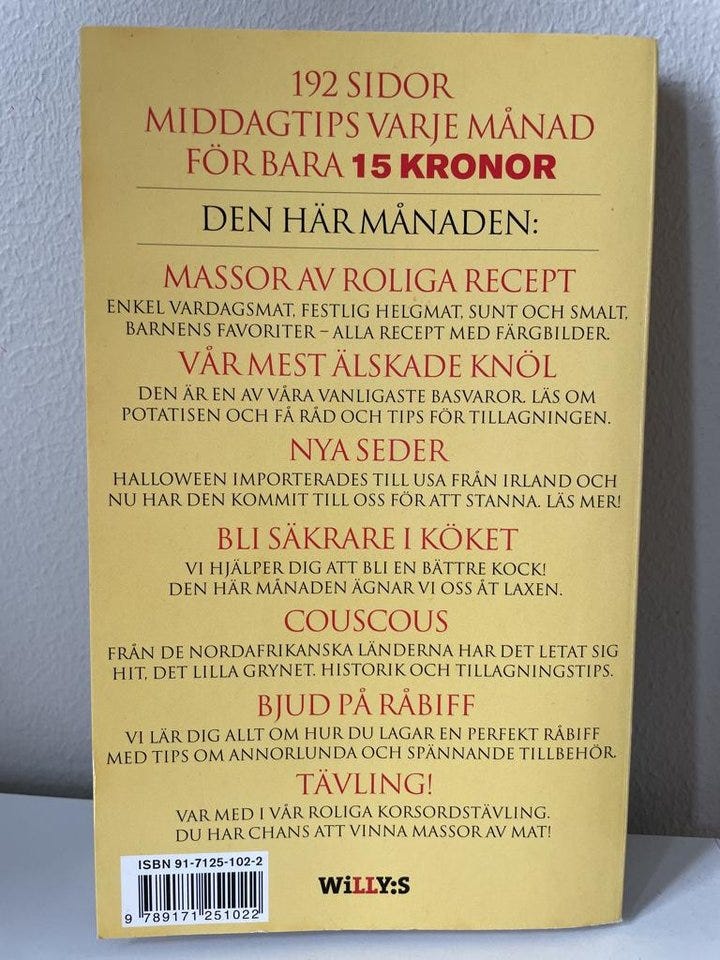 192 SIDOR
MIDDAGTIPS VARJE MÅNAD
FÖR BARA 15 KRONOR
DEN HÄR MÅNADEN:
MASSOR AV ROLIGA RECEPT
ENKEL VARDAGSMAT, FESTLIG HELGMAT, SUNT OCH SMALT,
BARNENS FAVORITER – ALLA RECEPT MED FÄRGBILDER.
VÅR MEST ÄLSKADE KNÖL
DEN ÄR EN AV VÅRA VANLIGASTE BASVAROR. LÄS OM
POTATISEN OCH FÅ RÅD OCH TIPS FÖR TILLAGNINGEN.
NYA SEDER
HALLOWEEN IMPORTERADES TILL USA FRÅN IRLAND OCH
NU HAR DEN KOMMIT TILL OSS FÖR ATT STANNA. LÄS MER!
BLI SÄKRARE I KÖKET
VI HJÄLPER DIG ATT BLI EN BÄTTRE KOCK!
DEN HÄR MÅNADEN ÄGNAR VI OSS ÅT LAXEN.
COUSCOUS
FRÅN DE NORDAFRIKANSKA LÄNDERNA HAR DET LETAT SIG
HIT, DET LILLA GRYNET. HISTORIK OCH TILLAGNINGSTIPS.
BJUD PÅ RÅBIFF
VI LÄR DIG ALLT OM HUR DU LAGAR EN PERFEKT RÅBIFF
MED TIPS OM ANNORLUNDA OCH SPÄNNANDE TILLBEHÖR.
TÄVLING!
VAR MED I VÅR ROLIGA KORSORDSTÄVLING.
DU HAR CHANS ATT VINNA MASSOR AV MAT!
ISBN 91-7125-102-2
9 789171 251022
WiLLY:S